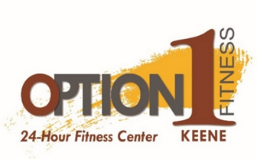 OPTION 1
FITNESS
24-Hour Fitness Center KEENE